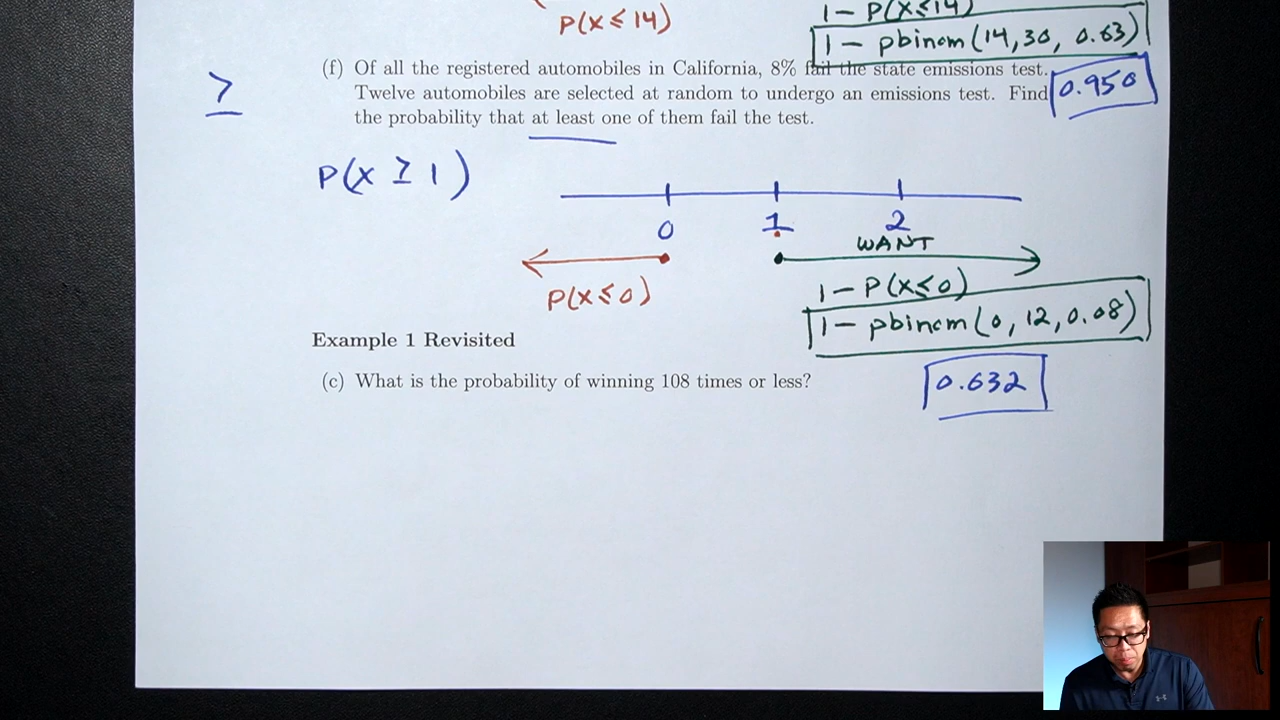 P(X ≤ 14)
1 - P(X ≤ 14)
1 - pbinom(14, 30, 0.63)
0.950
≥
(f) Of all the registered automobiles in California, 8% fail the state emissions test.
Twelve automobiles are selected at random to undergo an emissions test. Find
the probability that at least one of them fail the test.
P(X ≥ 1)
0 1 2
WANT
P(X ≤ 0)
1 - P(X ≤ 0)
1 - pbinom(0, 12, 0.08)
0.632
Example 1 Revisited
(c) What is the probability of winning 108 times or less?